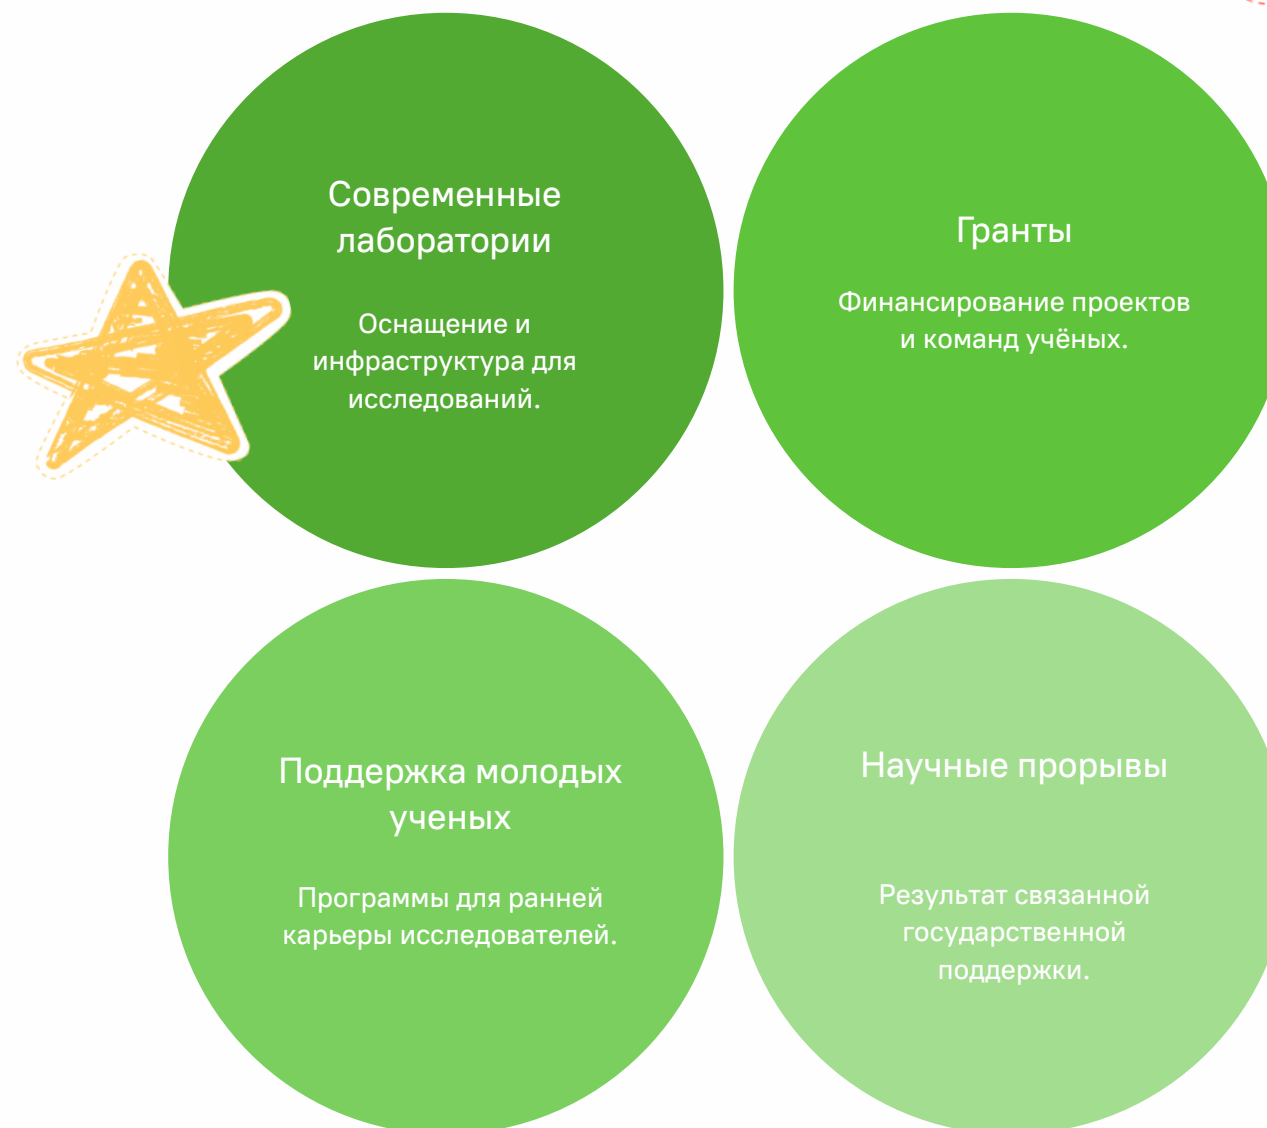 Современные
лаборатории
Оснащение и
инфраструктура для
исследований.
Гранты
Финансирование проектов
и команд учёных.
Поддержка молодых
ученых
Программы для ранней
карьеры исследователей.
Научные прорывы
Результат связанной
государственной
поддержки.